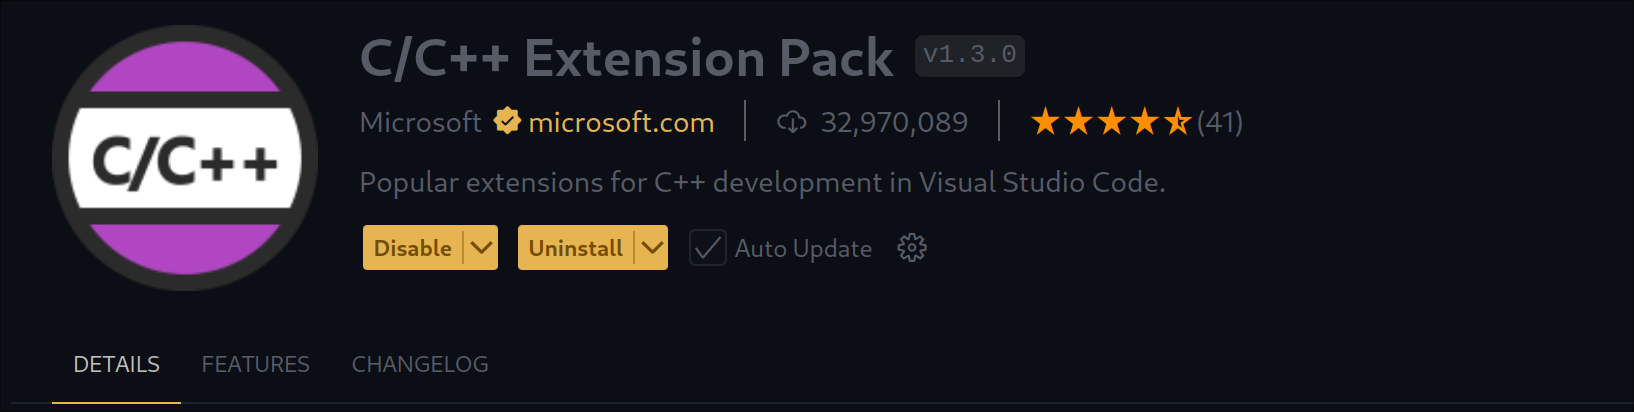 C/C++
C/C++ Extension Pack v1.3.0
Microsoft microsoft.com 32,970,089 (41)
Popular extensions for C++ development in Visual Studio Code.
Disable Uninstall Auto Update
DETAILS FEATURES CHANGELOG